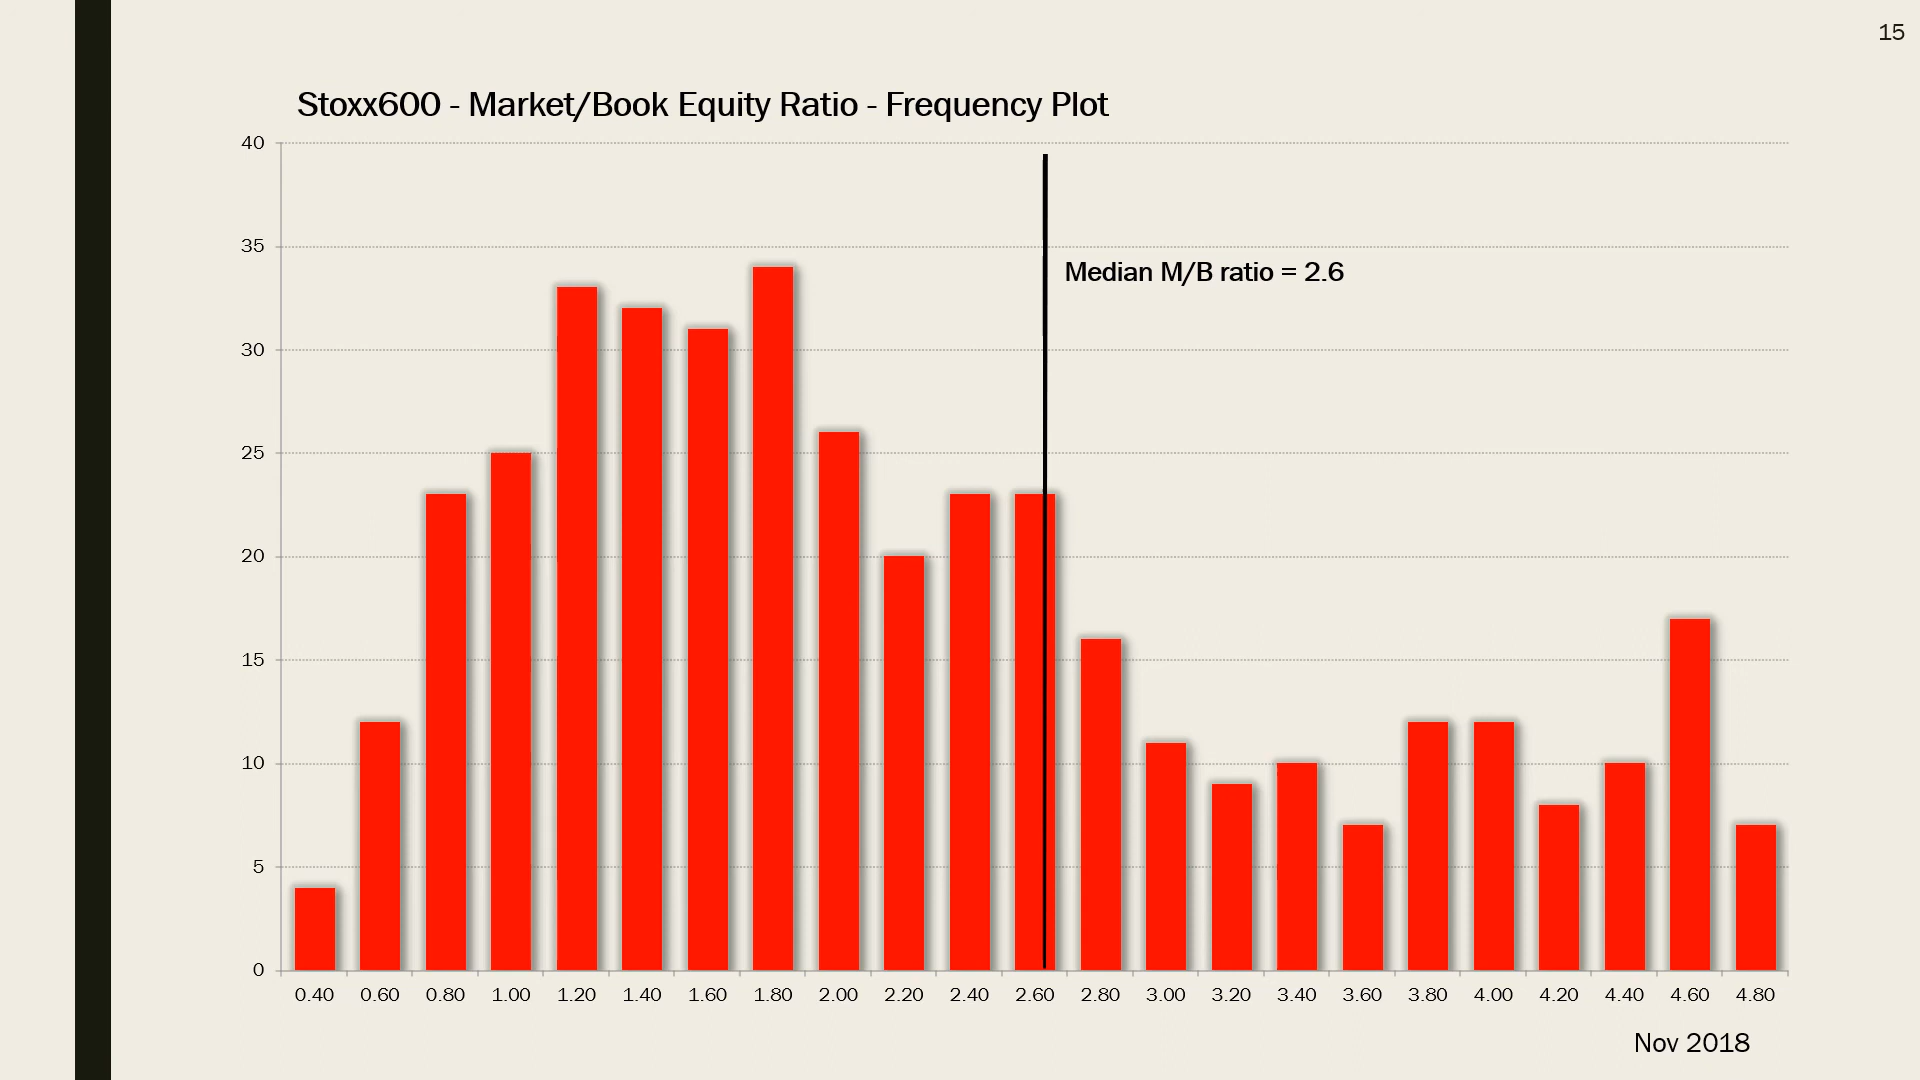 15
Stoxx600 - Market/Book Equity Ratio - Frequency Plot
40
35
Median M/B ratio = 2.6
30
25
20
15
10
5
0
0.40 0.60 0.80 1.00 1.20 1.40 1.60 1.80 2.00 2.20 2.40 2.60 2.80 3.00 3.20 3.40 3.60 3.80 4.00 4.20 4.40 4.60 4.80
Nov 2018